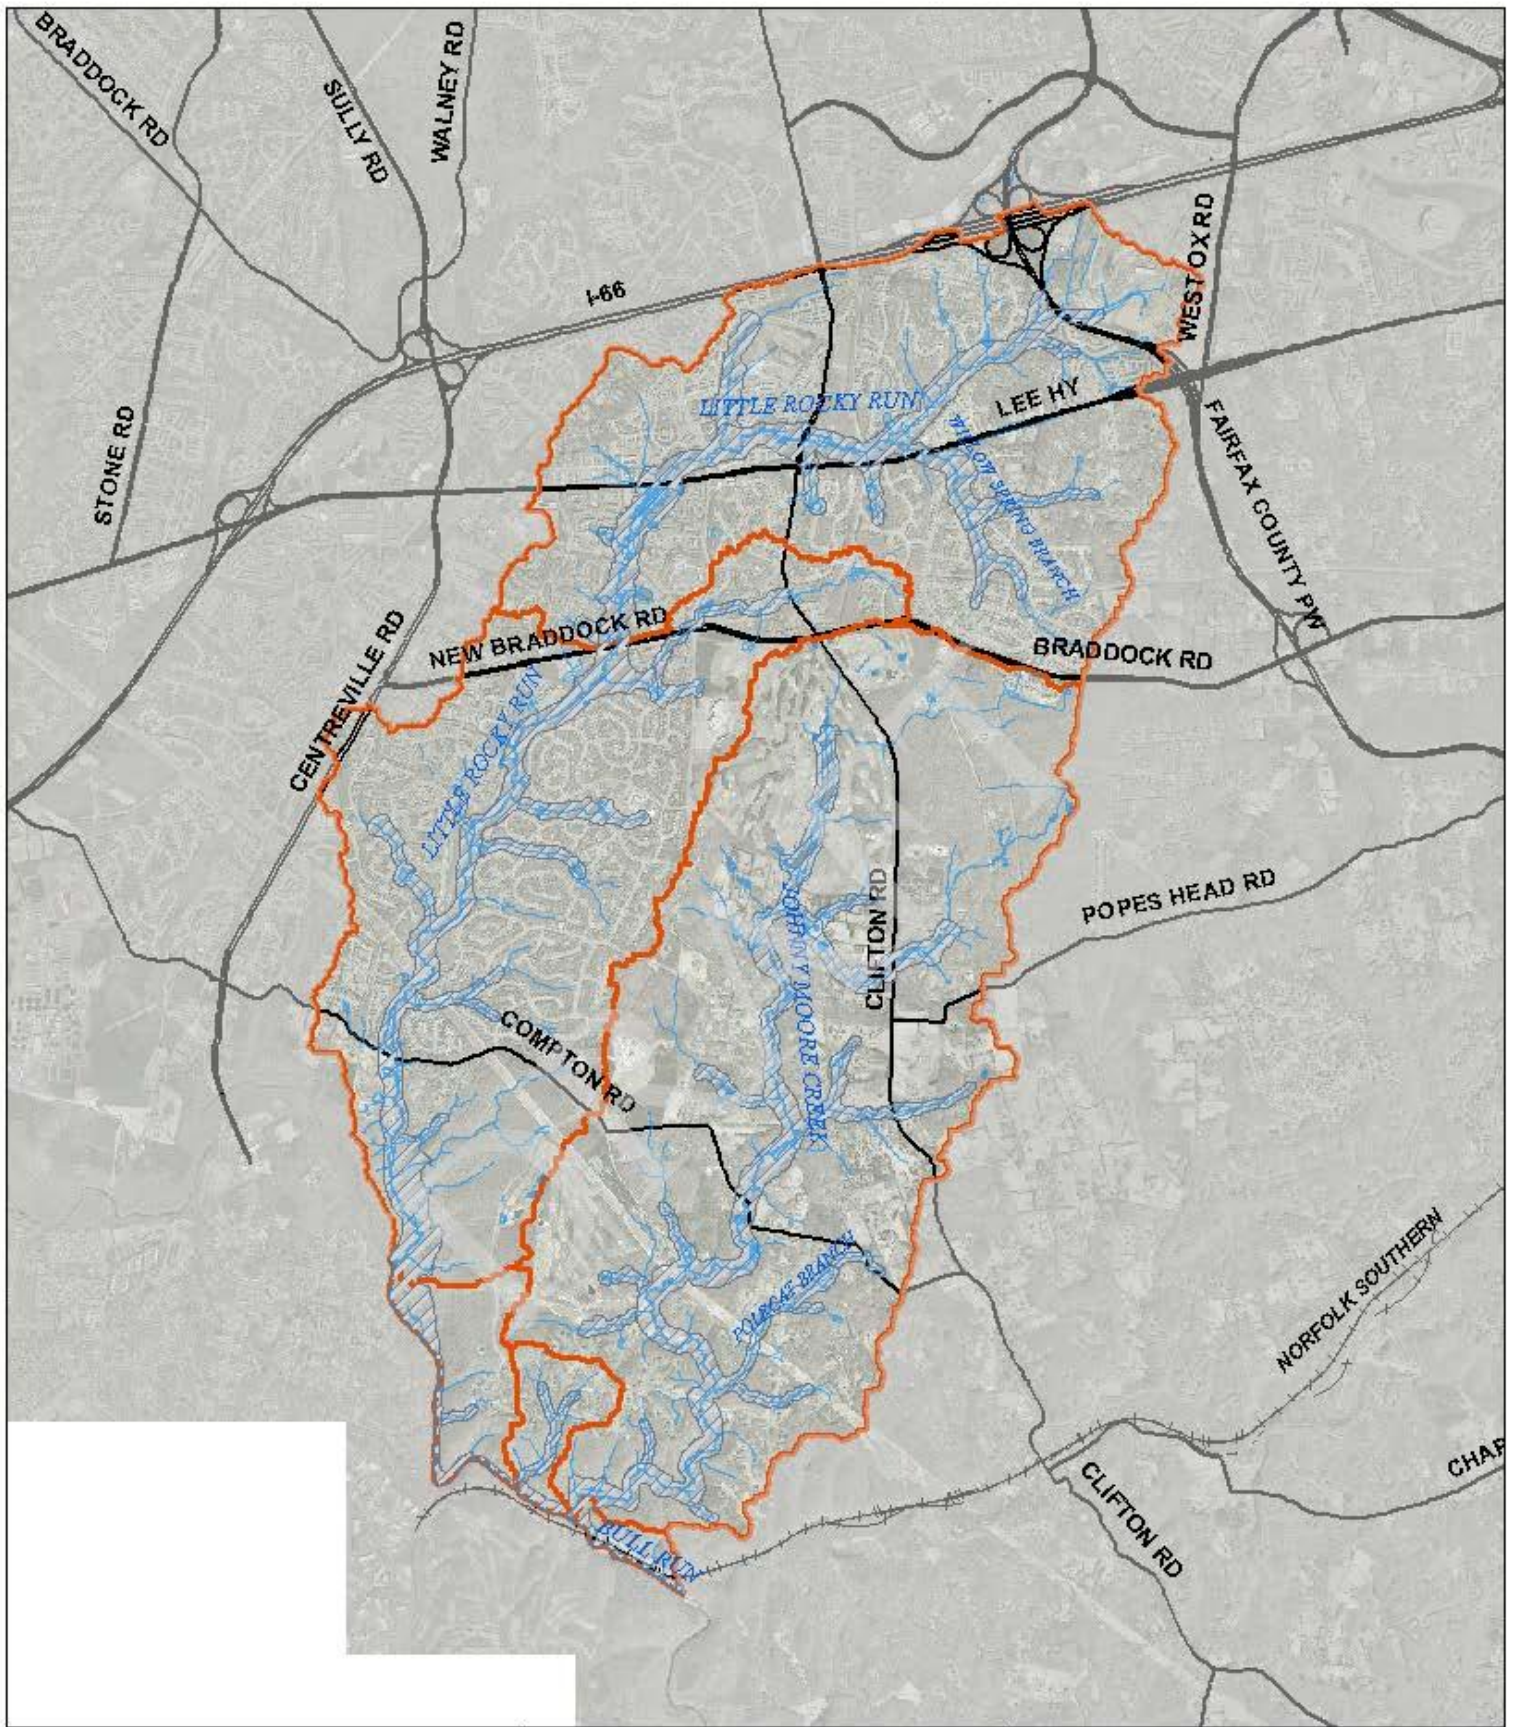 BRADDOCK RD
SULLY RD
WALNEY RD
I-66
WEST OX RD
LITTLE ROCKY RUN
LEE HY
STONE RD
WILLOW SPRING BRANCH
FAIRFAX COUNTY PW
NEW BRADDOCK RD
BRADDOCK RD
CENTREVILLE RD
LITTLE ROCKY RUN
POPES HEAD RD
CLIFTON RD
JOHNNY MOORE CREEK
COMPTON RD
POLECAT BRANCH
NORFOLK SOUTHERN
CHAP
CLIFTON RD
BULL RUN